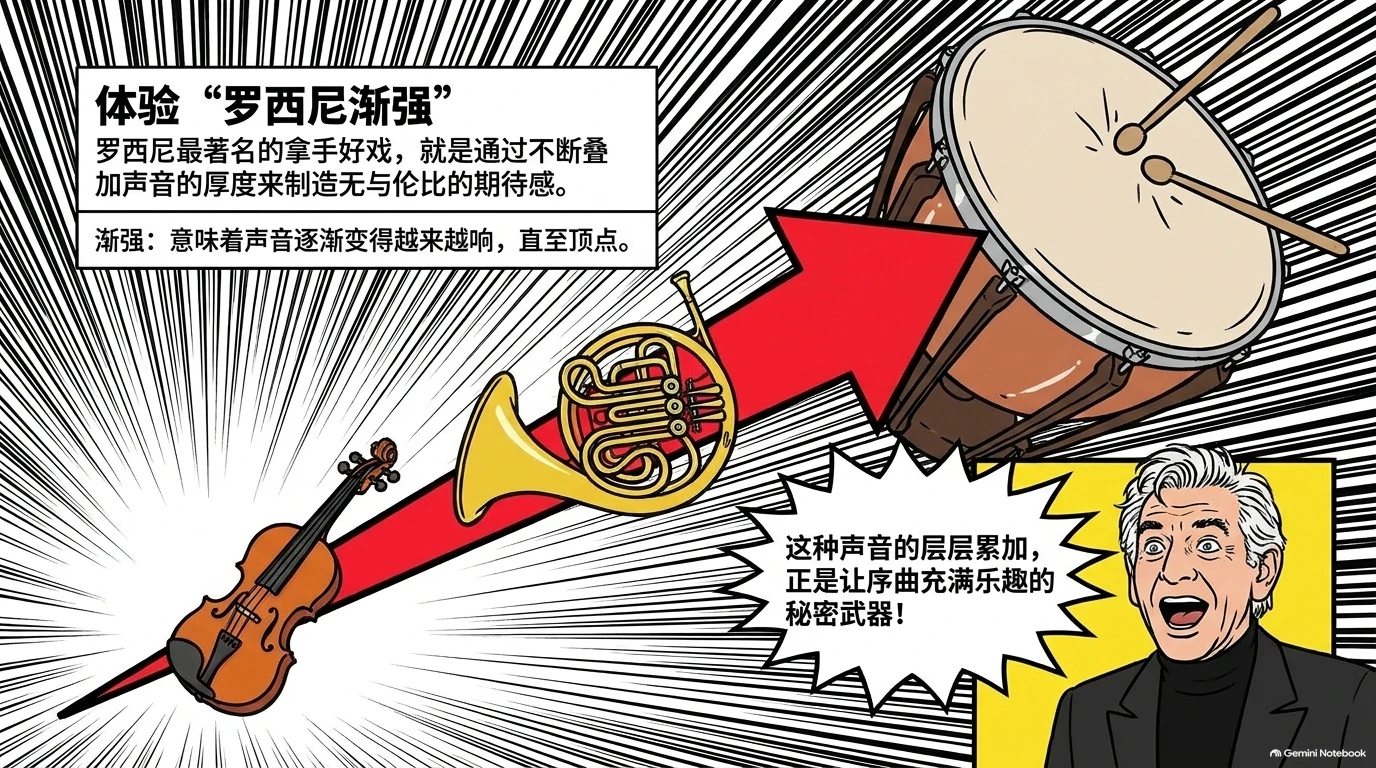 体验“罗西尼渐强”
罗西尼最著名的拿手好戏，就是通过不断叠
加声音的厚度来制造无与伦比的期待感。
渐强：意味着声音逐渐变得越来越响，直至顶点。
这种声音的层层累加，
正是让序曲充满乐趣的
秘密武器！
Gemini Notebook